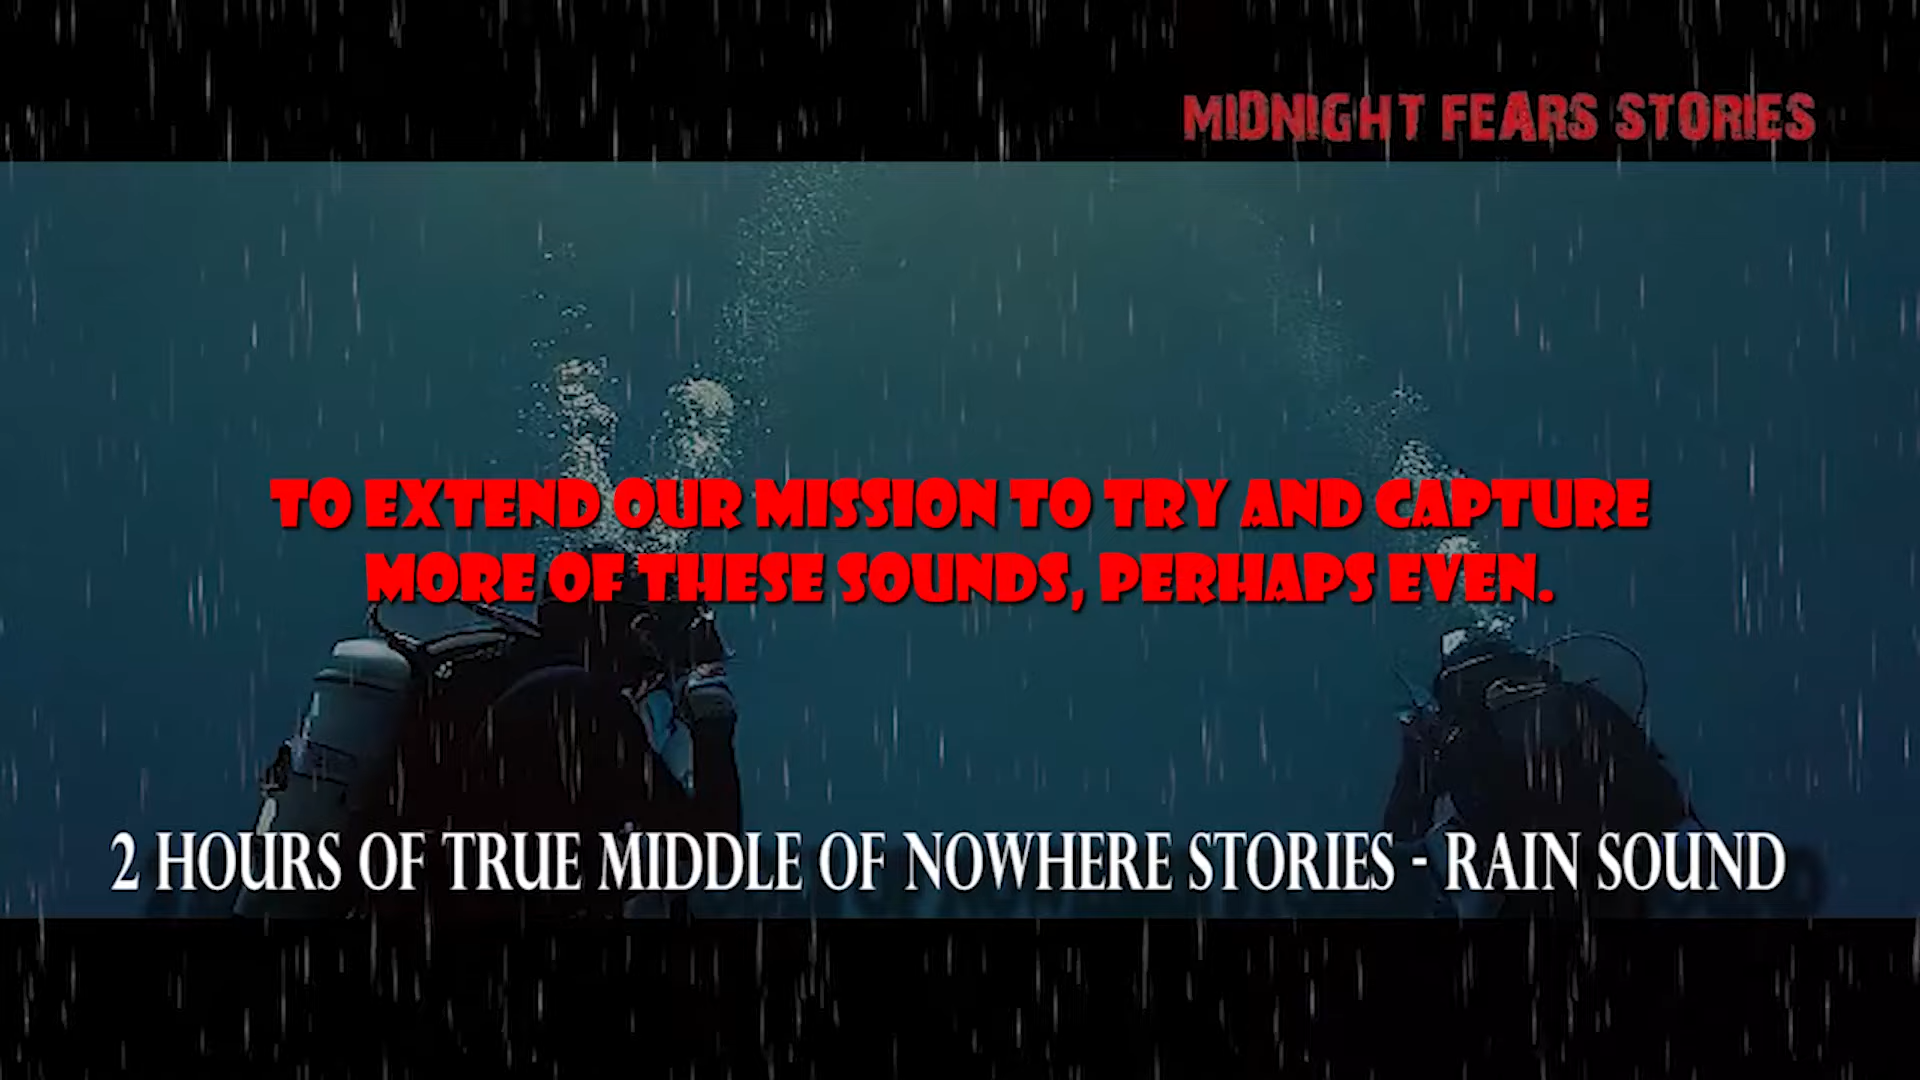 MIDNIGHT FEARS STORIES
TO EXTEND OUR MISSION TO TRY AND CAPTURE
MORE OF THESE SOUNDS, PERHAPS EVEN.
2 HOURS OF TRUE MIDDLE OF NOWHERE STORIES - RAIN SOUND